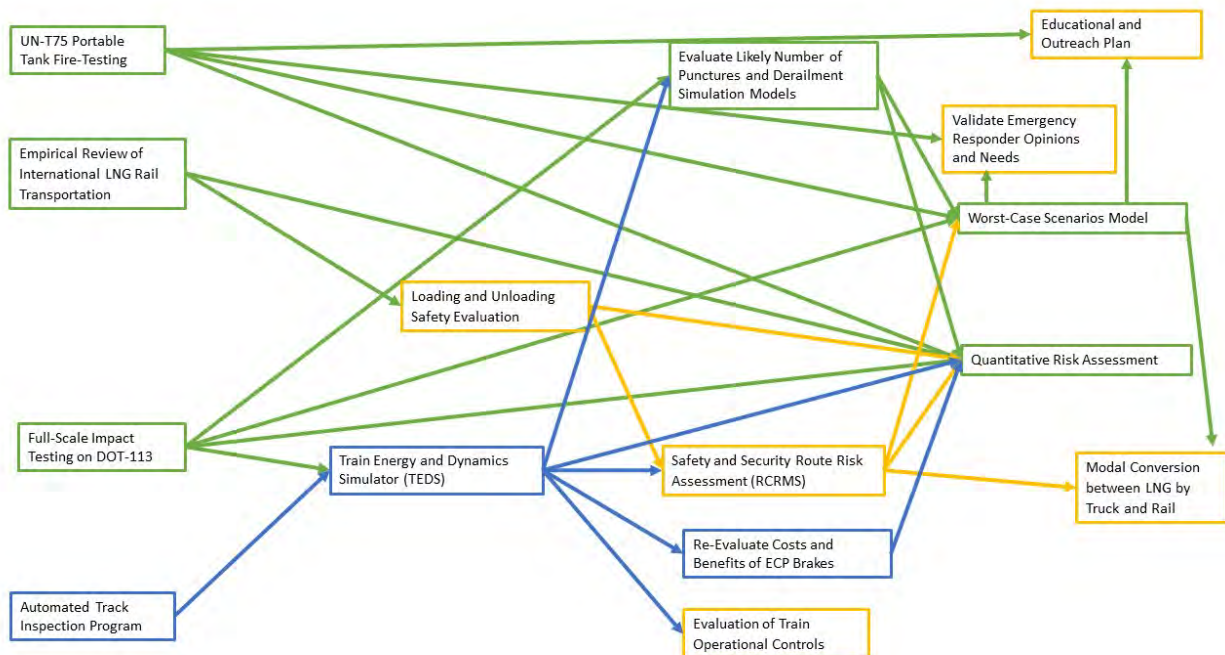 UN-T75 Portable
Tank Fire-Testing
Educational and
Outreach Plan
Evaluate Likely Number of
Punctures and Derailment
Simulation Models
Validate Emergency
Responder Opinions
and Needs
Empirical Review of
International LNG Rail
Transportation
Worst-Case Scenarios Model
Loading and Unloading
Safety Evaluation
Quantitative Risk Assessment
Full-Scale Impact
Testing on DOT-113
Train Energy and Dynamics
Simulator (TEDS)
Safety and Security Route Risk
Assessment (RCRMS)
Modal Conversion
between LNG by
Truck and Rail
Re-Evaluate Costs and
Benefits of ECP Brakes
Automated Track
Inspection Program
Evaluation of Train
Operational Controls